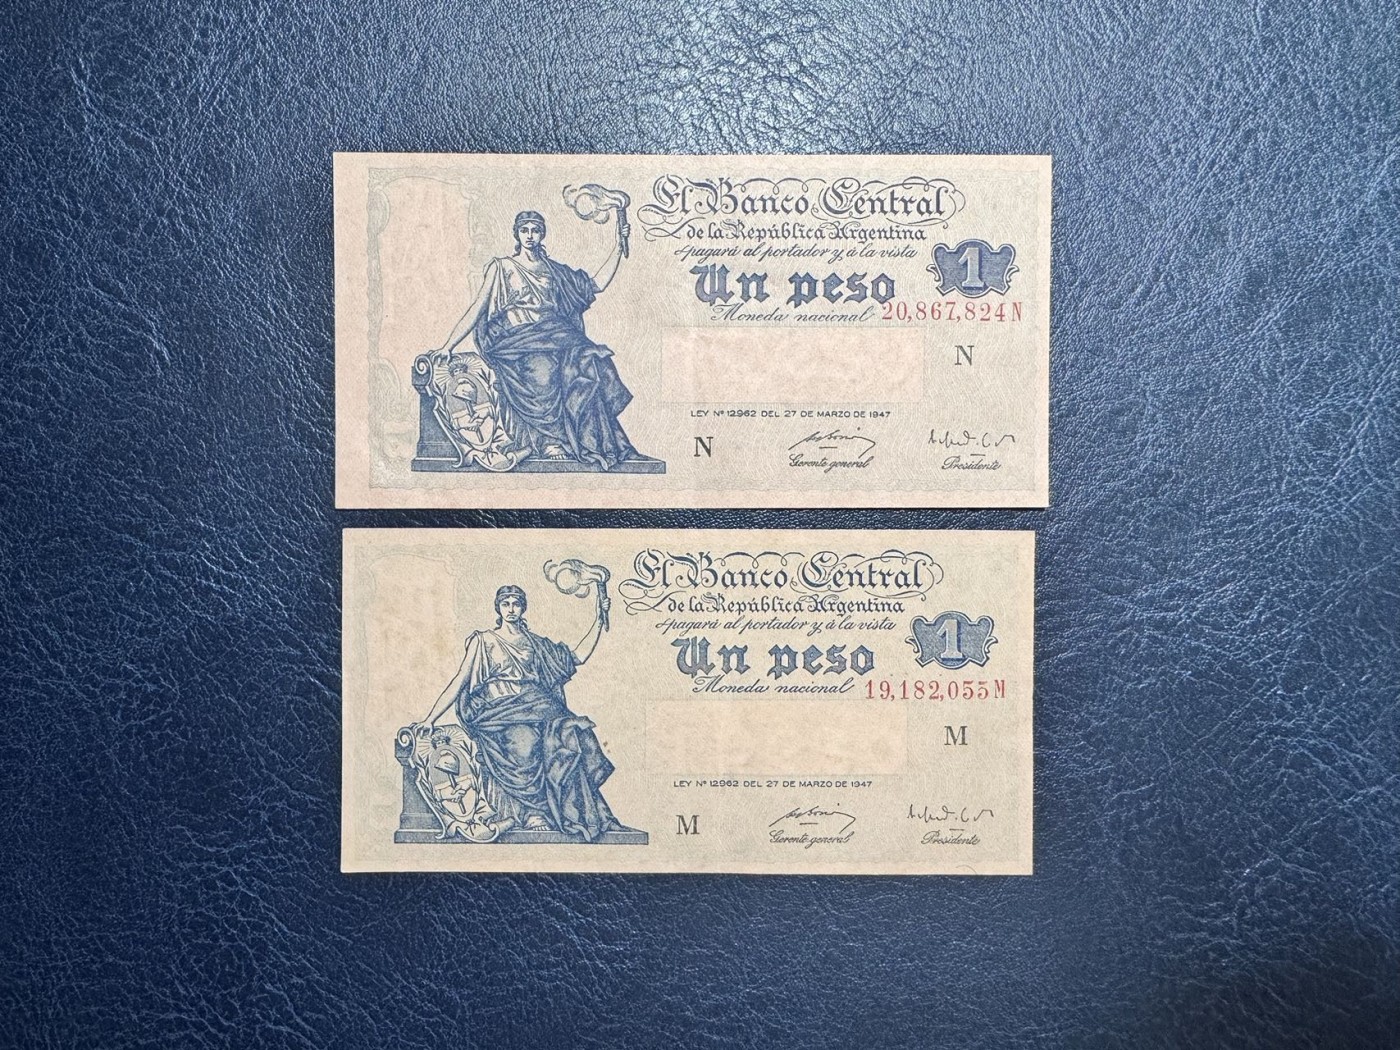 El Banco Central
de la República Argentina
pagará al portador y á la vista
1
Un peso
Moneda nacional 20,867,824N
N
LEY Nº 12962 DEL 27 DE MARZO DE 1947
N
Gerente general Presidente
El Banco Central
de la República Argentina
pagará al portador y á la vista
1
Un peso
Moneda nacional 19,182,055M
M
LEY Nº 12962 DEL 27 DE MARZO DE 1947
M
Gerente general Presidente